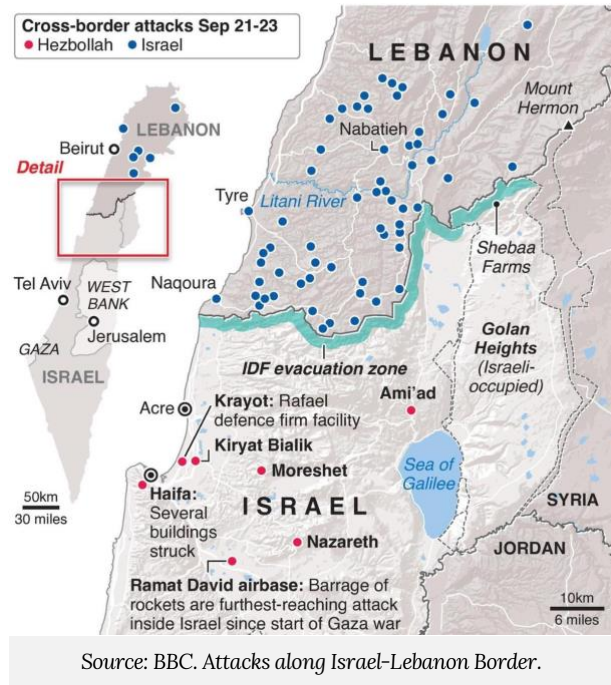 Cross-border attacks Sep 21-23
Hezbollah Israel
LEBANON
Mount
Hermon
Nabatieh
LEBANON
Beirut
Detail
Tyre
Litani River
Shebaa
Farms
Tel Aviv
WEST
BANK
Naqoura
Jerusalem
GAZA
IDF evacuation zone
Golan
Heights
(Israeli-
occupied)
ISRAEL
Acre
Krayot: Rafael
defence firm facility
Ami'ad
Kiryat Bialik
Moreshet
Sea of
Galilee
50km
30 miles
Haifa:
Several
buildings
struck
ISRAEL
SYRIA
Nazareth
JORDAN
Ramat David airbase: Barrage of
rockets are furthest-reaching attack
inside Israel since start of Gaza war
10km
6 miles
Source: BBC. Attacks along Israel-Lebanon Border.